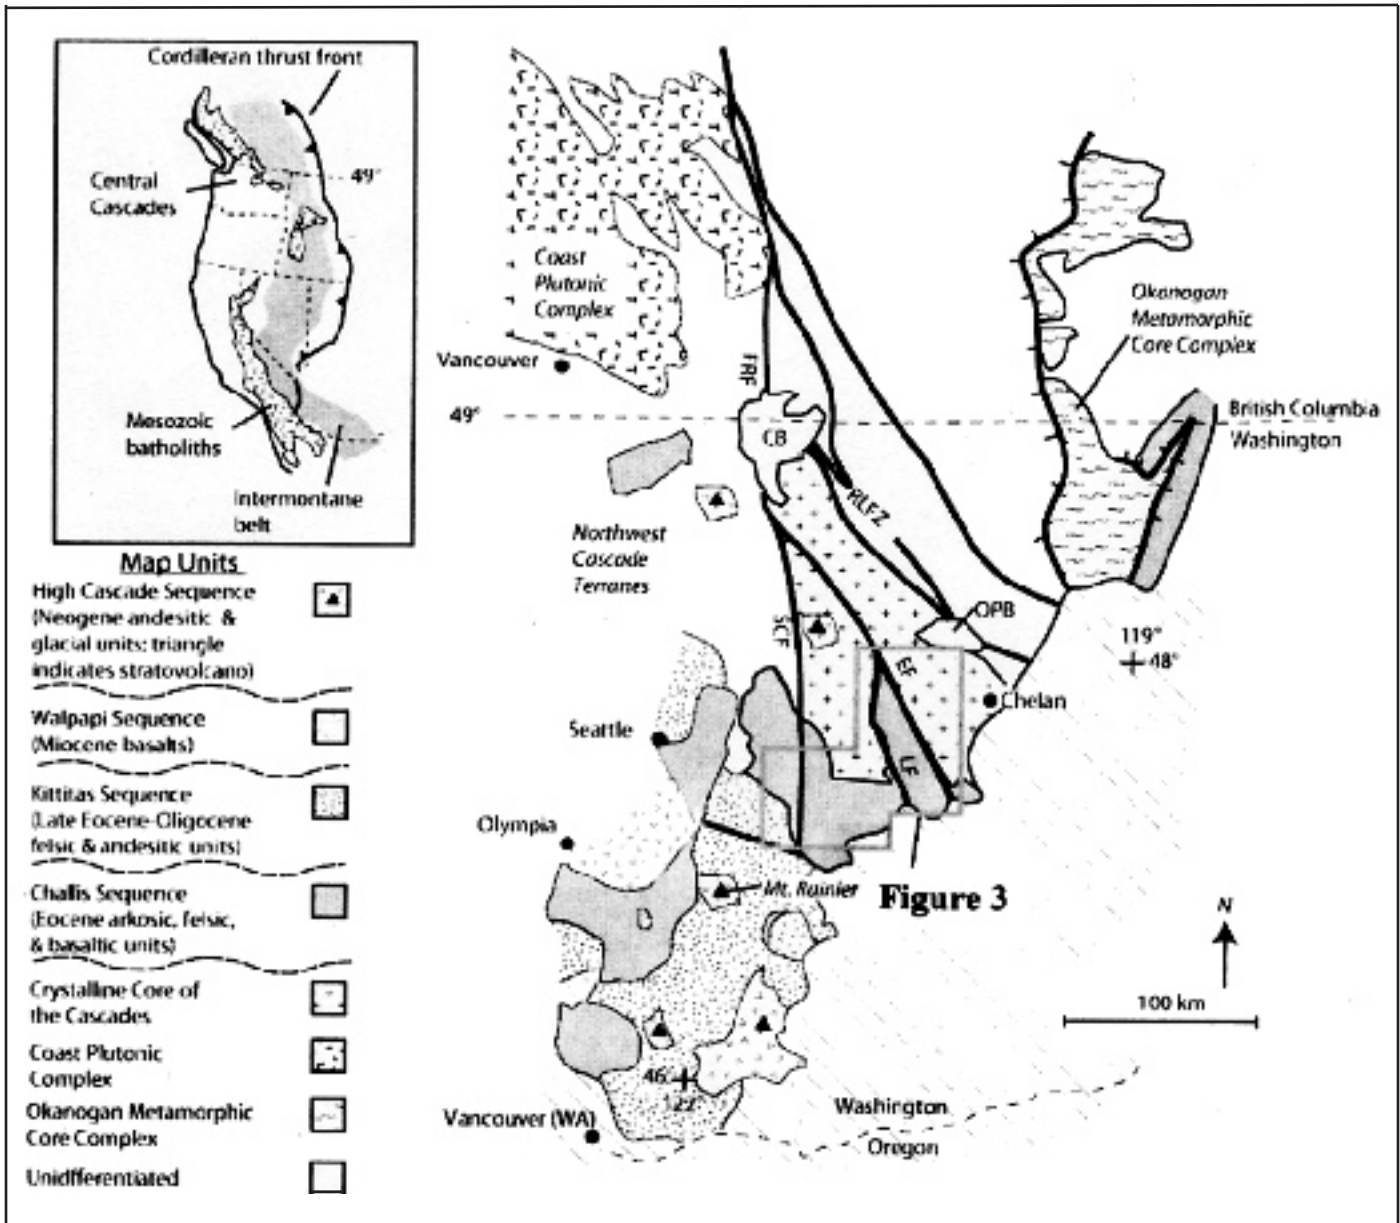 Cordilleran thrust front
49°
Central
Cascades
Mesozoic
batholiths
Intermontane
belt
Map Units
High Cascade Sequence
(Neogene andesitic &
glacial units; triangle
indicates stratovolcano)
Walpapi Sequence
(Miocene basalts)
Kittitas Sequence
(Late Eocene-Oligocene
felsic & andesitic units)
Challis Sequence
(Eocene arkosic, felsic,
& basaltic units)
Crystalline Core of
the Cascades
Coast Plutonic
Complex
Okanogan Metamorphic
Core Complex
Unidfferentiated
Coast
Plutonic
Complex
Vancouver
FRF
49°
CB
RLFZ
Northwest
Cascade
Terranes
Okanogan
Metamorphic
Core Complex
British Columbia
Washington
OPB
119°
48°
SCF
EF
Chelan
Seattle
LF
Olympia
Mt. Rainier
Figure 3
N
100 km
46°
122°
Vancouver (WA)
Washington
Oregon